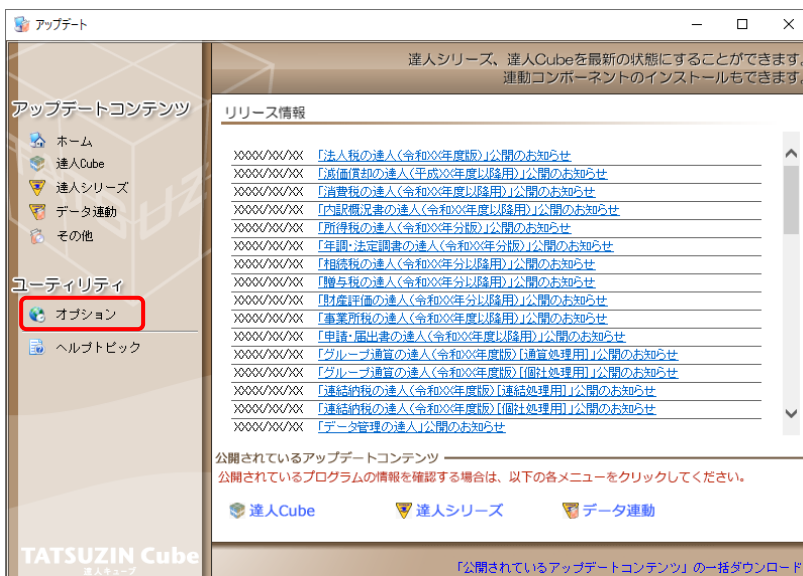 アップデート
達人シリーズ、達人Cubeを最新の状態にすることができます。
連動コンポーネントのインストールもできます。
アップデートコンテンツ
ホーム
達人Cube
達人シリーズ
データ連動
その他
ユーティリティ
オプション
ヘルプトピック
リリース情報
XXXX/XX/XX 「法人税の達人(令和XX年度版)」公開のお知らせ
XXXX/XX/XX 「減価償却の達人(平成XX年度以降用)」公開のお知らせ
XXXX/XX/XX 「消費税の達人(令和XX年度以降用)」公開のお知らせ
XXXX/XX/XX 「内訳概況書の達人(令和XX年度以降用)」公開のお知らせ
XXXX/XX/XX 「所得税の達人(令和XX年分版)」公開のお知らせ
XXXX/XX/XX 「年調・法定調書の達人(令和XX年分版)」公開のお知らせ
XXXX/XX/XX 「相続税の達人(令和XX年分以降用)」公開のお知らせ
XXXX/XX/XX 「贈与税の達人(令和XX年分以降用)」公開のお知らせ
XXXX/XX/XX 「財産評価の達人(令和XX年分以降用)」公開のお知らせ
XXXX/XX/XX 「事業所税の達人(令和XX年度以降用)」公開のお知らせ
XXXX/XX/XX 「申請・届出書の達人(令和XX年度以降用)」公開のお知らせ
XXXX/XX/XX 「グループ通算の達人(令和XX年度版)[通算処理用]」公開のお知らせ
XXXX/XX/XX 「グループ通算の達人(令和XX年度版)[個社処理用]」公開のお知らせ
XXXX/XX/XX 「連結納税の達人(令和XX年度版)[連結処理用]」公開のお知らせ
XXXX/XX/XX 「連結納税の達人(令和XX年度版)[個社処理用]」公開のお知らせ
XXXX/XX/XX 「データ管理の達人」公開のお知らせ
公開されているアップデートコンテンツ
公開されているプログラムの情報を確認する場合は、以下の各メニューをクリックしてください。
達人Cube 達人シリーズ データ連動
TATSUZIN Cube
達人キューブ
「公開されているアップデートコンテンツ」の一括ダウンロード